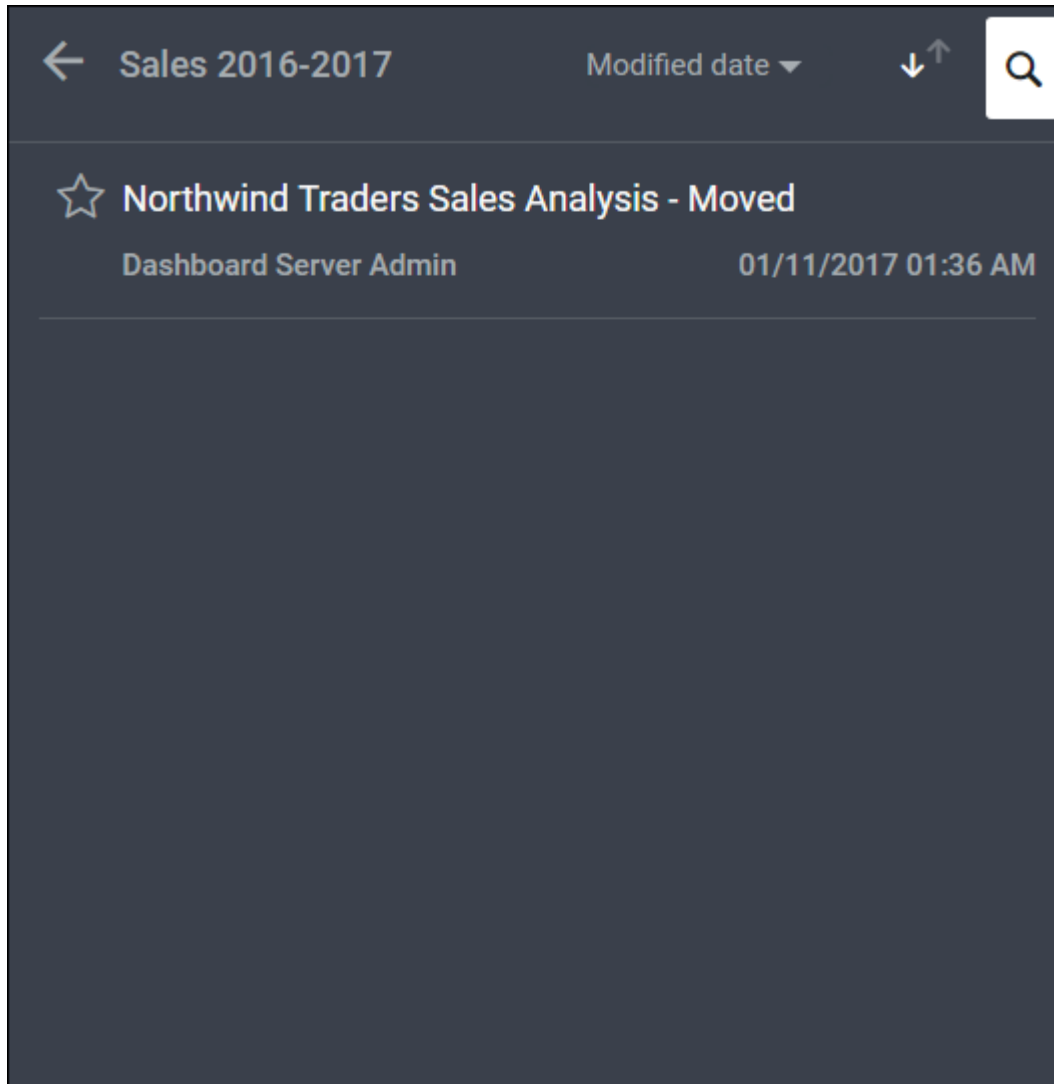 Sales 2016-2017 Modified date
Northwind Traders Sales Analysis - Moved
Dashboard Server Admin 01/11/2017 01:36 AM